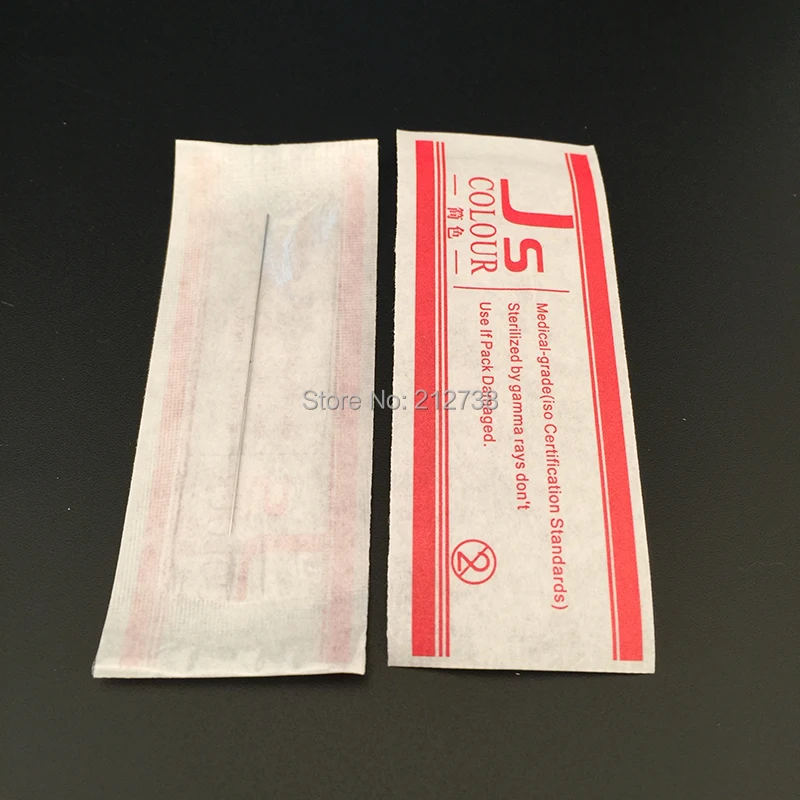 Js
COLOUR
— 简色 —
Medical-grade(iso Certification Standards)
Sterilized by gamma rays don't
Use If Pack Damaged.
2
Store No: 212738